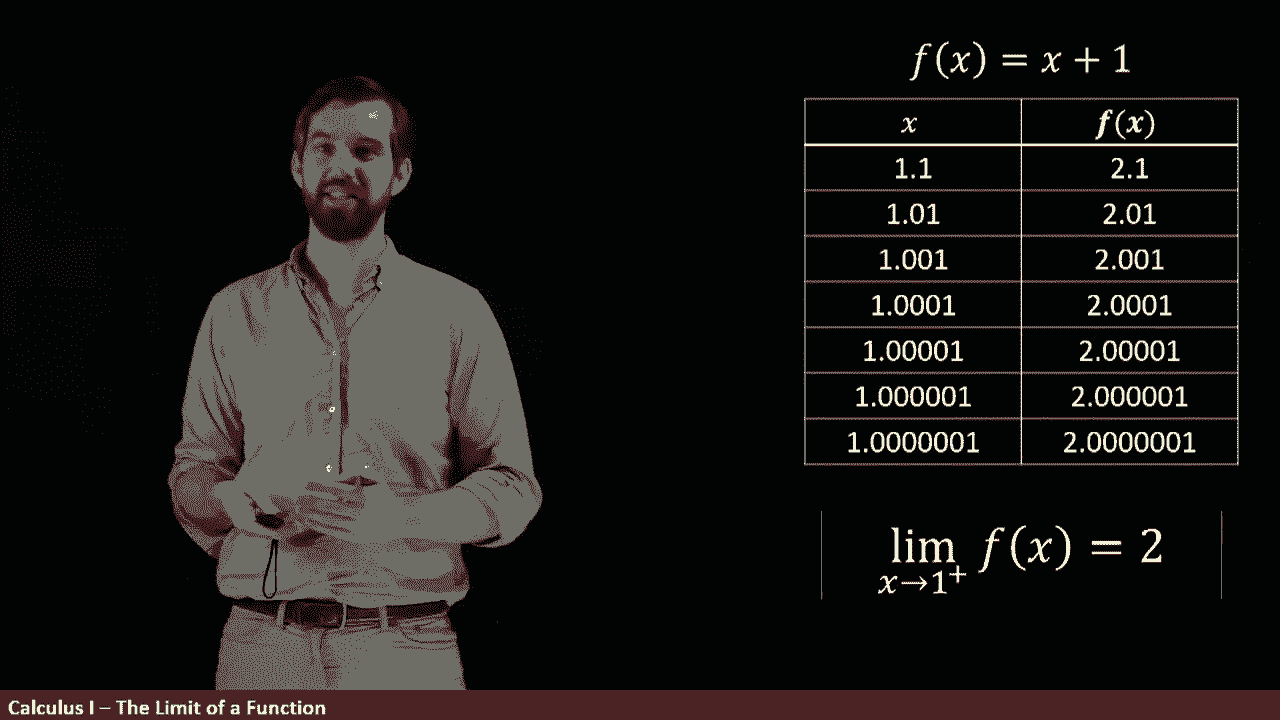 f(x) = x + 1
x f(x)
1.1 2.1
1.01 2.01
1.001 2.001
1.0001 2.0001
1.00001 2.00001
1.000001 2.000001
1.0000001 2.0000001
lim f(x) = 2
x→1⁺
Calculus I – The Limit of a Function